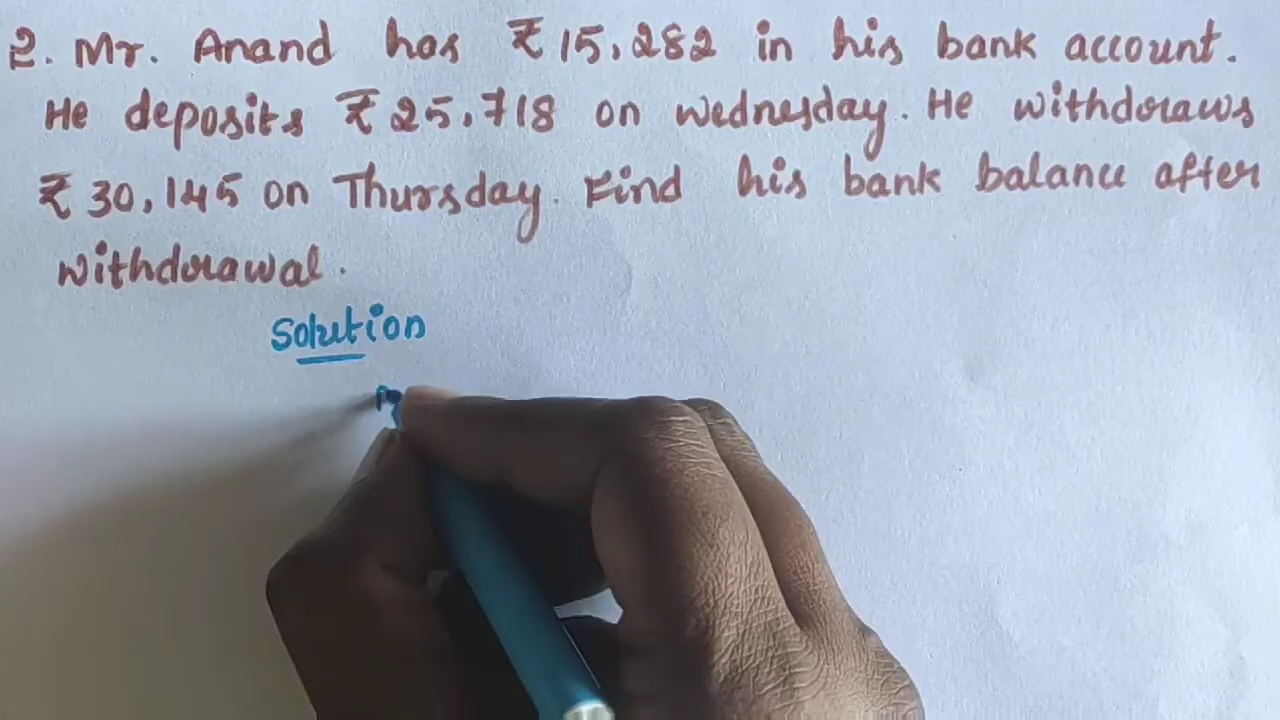 2. Mr. Anand has ₹ 15,282 in his bank account.
He deposits ₹ 25,718 on wednesday. He withdraws
₹ 30,145 on Thursday. Find his bank balance after
withdrawal.
Solution